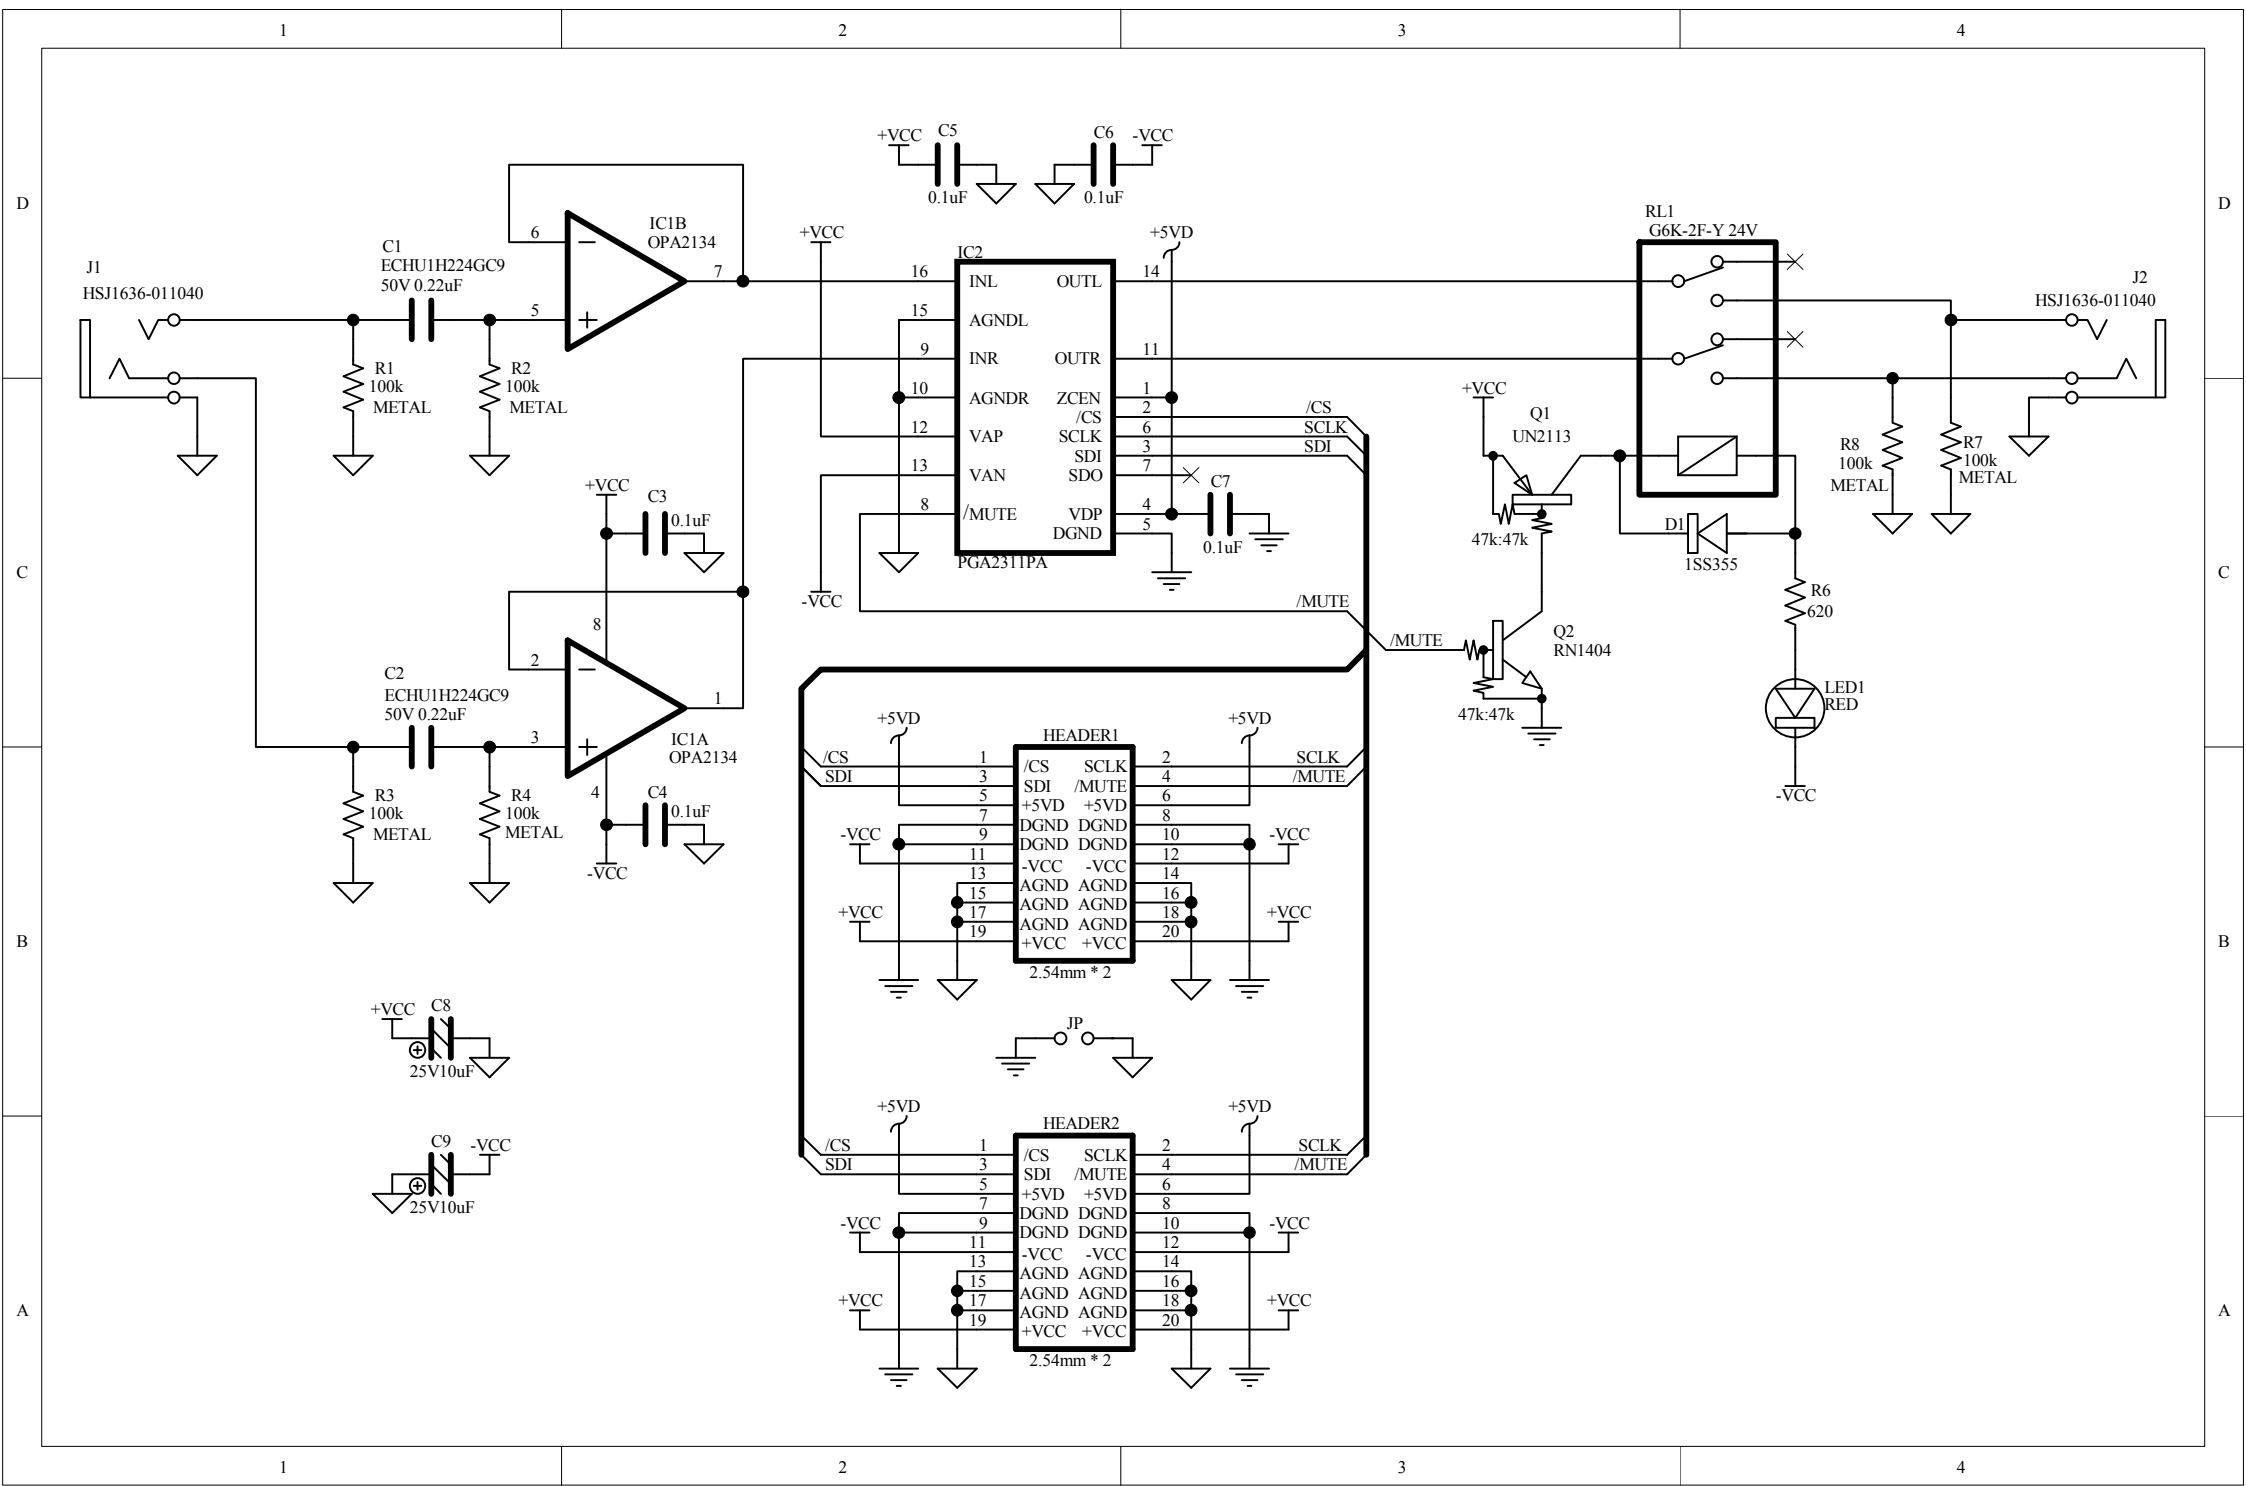 1 2 3 4
D D
C C
B B
A A
1 2 3 4
J1
HSJ1636-011040
C1
ECHU1H224GC9
50V 0.22uF
R1
100k
METAL
R2
100k
METAL
6
5
7
IC1B
OPA2134
+VCC
C3
0.1uF
8
2
3
1
4
IC1A
OPA2134
C4
0.1uF
-VCC
C2
ECHU1H224GC9
50V 0.22uF
R3
100k
METAL
R4
100k
METAL
+VCC
C8
25V10uF
C9
-VCC
25V10uF
+VCC
C5
0.1uF
C6
-VCC
0.1uF
+VCC
-VCC
+5VD
IC2
16 INL OUTL 14
15 AGNDL
9 INR OUTR 11
10 AGNDR ZCEN 1
/CS 2 /CS
12 VAP SCLK 6 SCLK
SDI 3 SDI
13 VAN SDO 7
8 /MUTE VDP 4
DGND 5
PGA2311PA
C7
0.1uF
/MUTE
/MUTE
+VCC
Q1
UN2113
47k:47k
Q2
RN1404
47k:47k
RL1
G6K-2F-Y 24V
D1
1SS355
R6
620
LED1
RED
-VCC
J2
HSJ1636-011040
R8
100k
METAL
R7
100k
METAL
+5VD +5VD
HEADER1
/CS 1 /CS SCLK 2 SCLK
SDI 3 SDI /MUTE 4 /MUTE
5 +5VD +5VD 6
7 DGND DGND 8
-VCC 9 DGND DGND 10 -VCC
11 -VCC -VCC 12
13 AGND AGND 14
15 AGND AGND 16
+VCC 17 AGND AGND 18 +VCC
19 +VCC +VCC 20
2.54mm * 2
JP
+5VD +5VD
HEADER2
/CS 1 /CS SCLK 2 SCLK
SDI 3 SDI /MUTE 4 /MUTE
5 +5VD +5VD 6
7 DGND DGND 8
-VCC 9 DGND DGND 10 -VCC
11 -VCC -VCC 12
13 AGND AGND 14
15 AGND AGND 16
+VCC 17 AGND AGND 18 +VCC
19 +VCC +VCC 20
2.54mm * 2